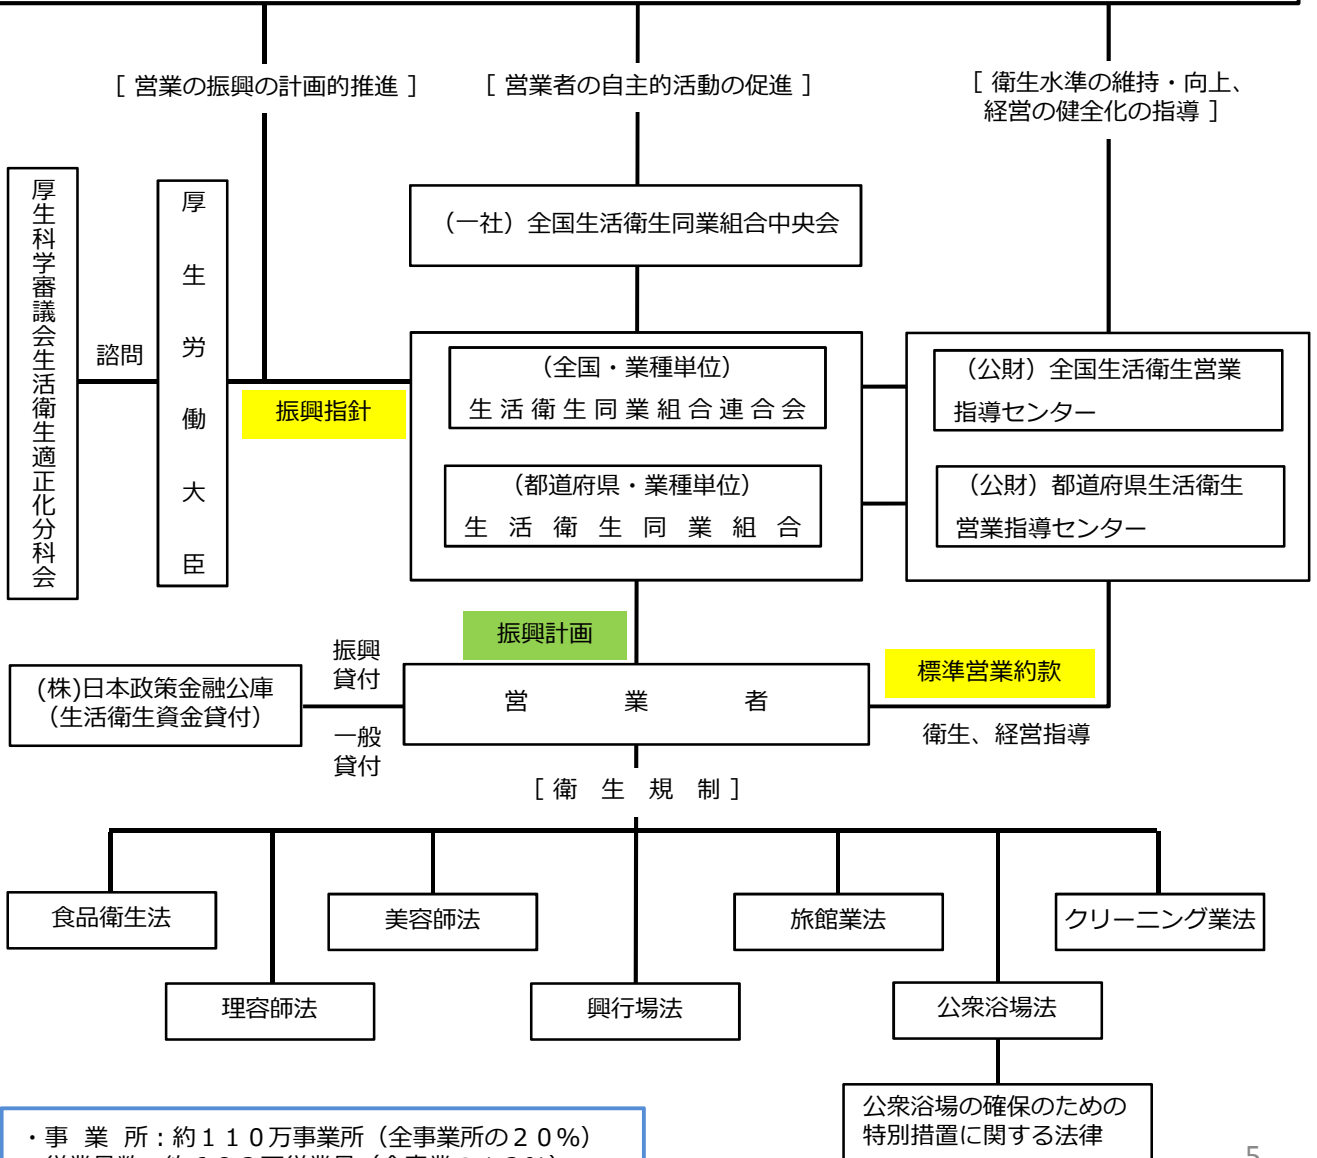 [ 営業の振興の計画的推進 ]
[ 営業者の自主的活動の促進 ]
[ 衛生水準の維持・向上、
経営の健全化の指導 ]
厚生科学審議会生活衛生適正化分科会
諮問
厚生労働大臣
振興指針
（一社）全国生活衛生同業組合中央会
（全国・業種単位）
生活衛生同業組合連合会
（都道府県・業種単位）
生活衛生同業組合
（公財）全国生活衛生営業
指導センター
（公財）都道府県生活衛生
営業指導センター
振興計画
標準営業約款
振興
貸付
(株)日本政策金融公庫
（生活衛生資金貸付）
一般
貸付
営業者
衛生、経営指導
[ 衛生規制 ]
食品衛生法
美容師法
旅館業法
クリーニング業法
理容師法
興行場法
公衆浴場法
公衆浴場の確保のための
特別措置に関する法律
・事業所：約１１０万事業所（全事業所の２０%）
5